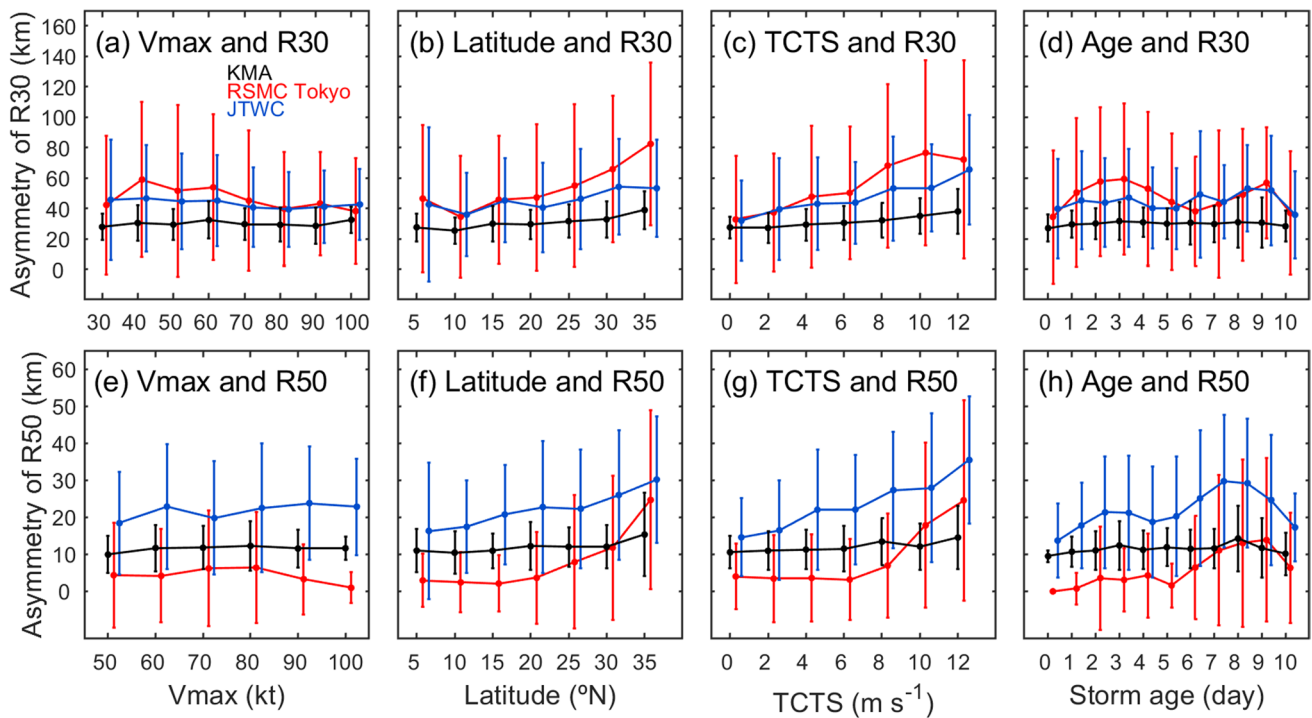 (a) Vmax and R30
(b) Latitude and R30
(c) TCTS and R30
(d) Age and R30
KMA
RSMC Tokyo
JTWC
Asymmetry of R30 (km)
160
140
120
100
80
60
40
20
0
30 40 50 60 70 80 90 100
5 10 15 20 25 30 35
0 2 4 6 8 10 12
0 1 2 3 4 5 6 7 8 9 10
(e) Vmax and R50
(f) Latitude and R50
(g) TCTS and R50
(h) Age and R50
Asymmetry of R50 (km)
60
50
40
30
20
10
0
50 60 70 80 90 100
5 10 15 20 25 30 35
0 2 4 6 8 10 12
0 1 2 3 4 5 6 7 8 9 10
Vmax (kt)
Latitude (ºN)
TCTS (m s⁻¹)
Storm age (day)